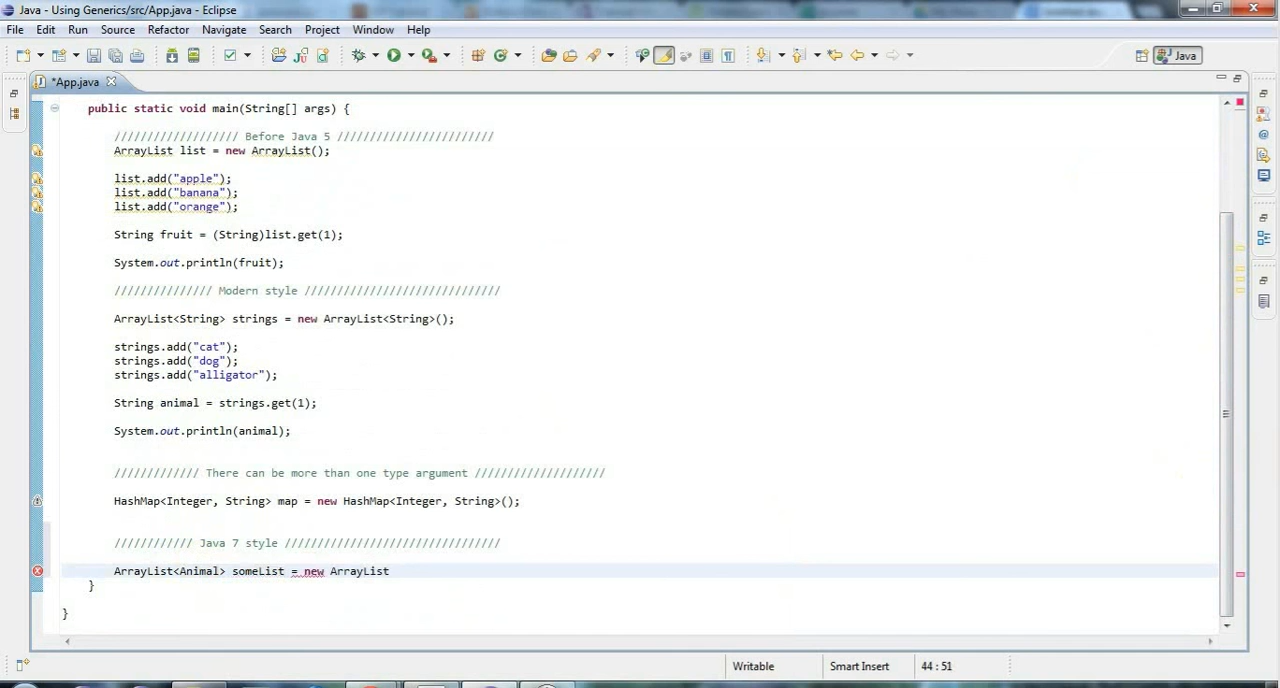 Java - Using Generics/src/App.java - Eclipse
File Edit Run Source Refactor Navigate Search Project Window Help
Java
*App.java
public static void main(String[] args) {
/////////////////// Before Java 5 ////////////////////////
ArrayList list = new ArrayList();
list.add("apple");
list.add("banana");
list.add("orange");
String fruit = (String)list.get(1);
System.out.println(fruit);
/////////////// Modern style //////////////////////////////
ArrayList<String> strings = new ArrayList<String>();
strings.add("cat");
strings.add("dog");
strings.add("alligator");
String animal = strings.get(1);
System.out.println(animal);
///////////// There can be more than one type argument ////////////////////
HashMap<Integer, String> map = new HashMap<Integer, String>();
//////////// Java 7 style /////////////////////////////////
ArrayList<Animal> someList = new ArrayList
}
}
Writable Smart Insert 44 : 51